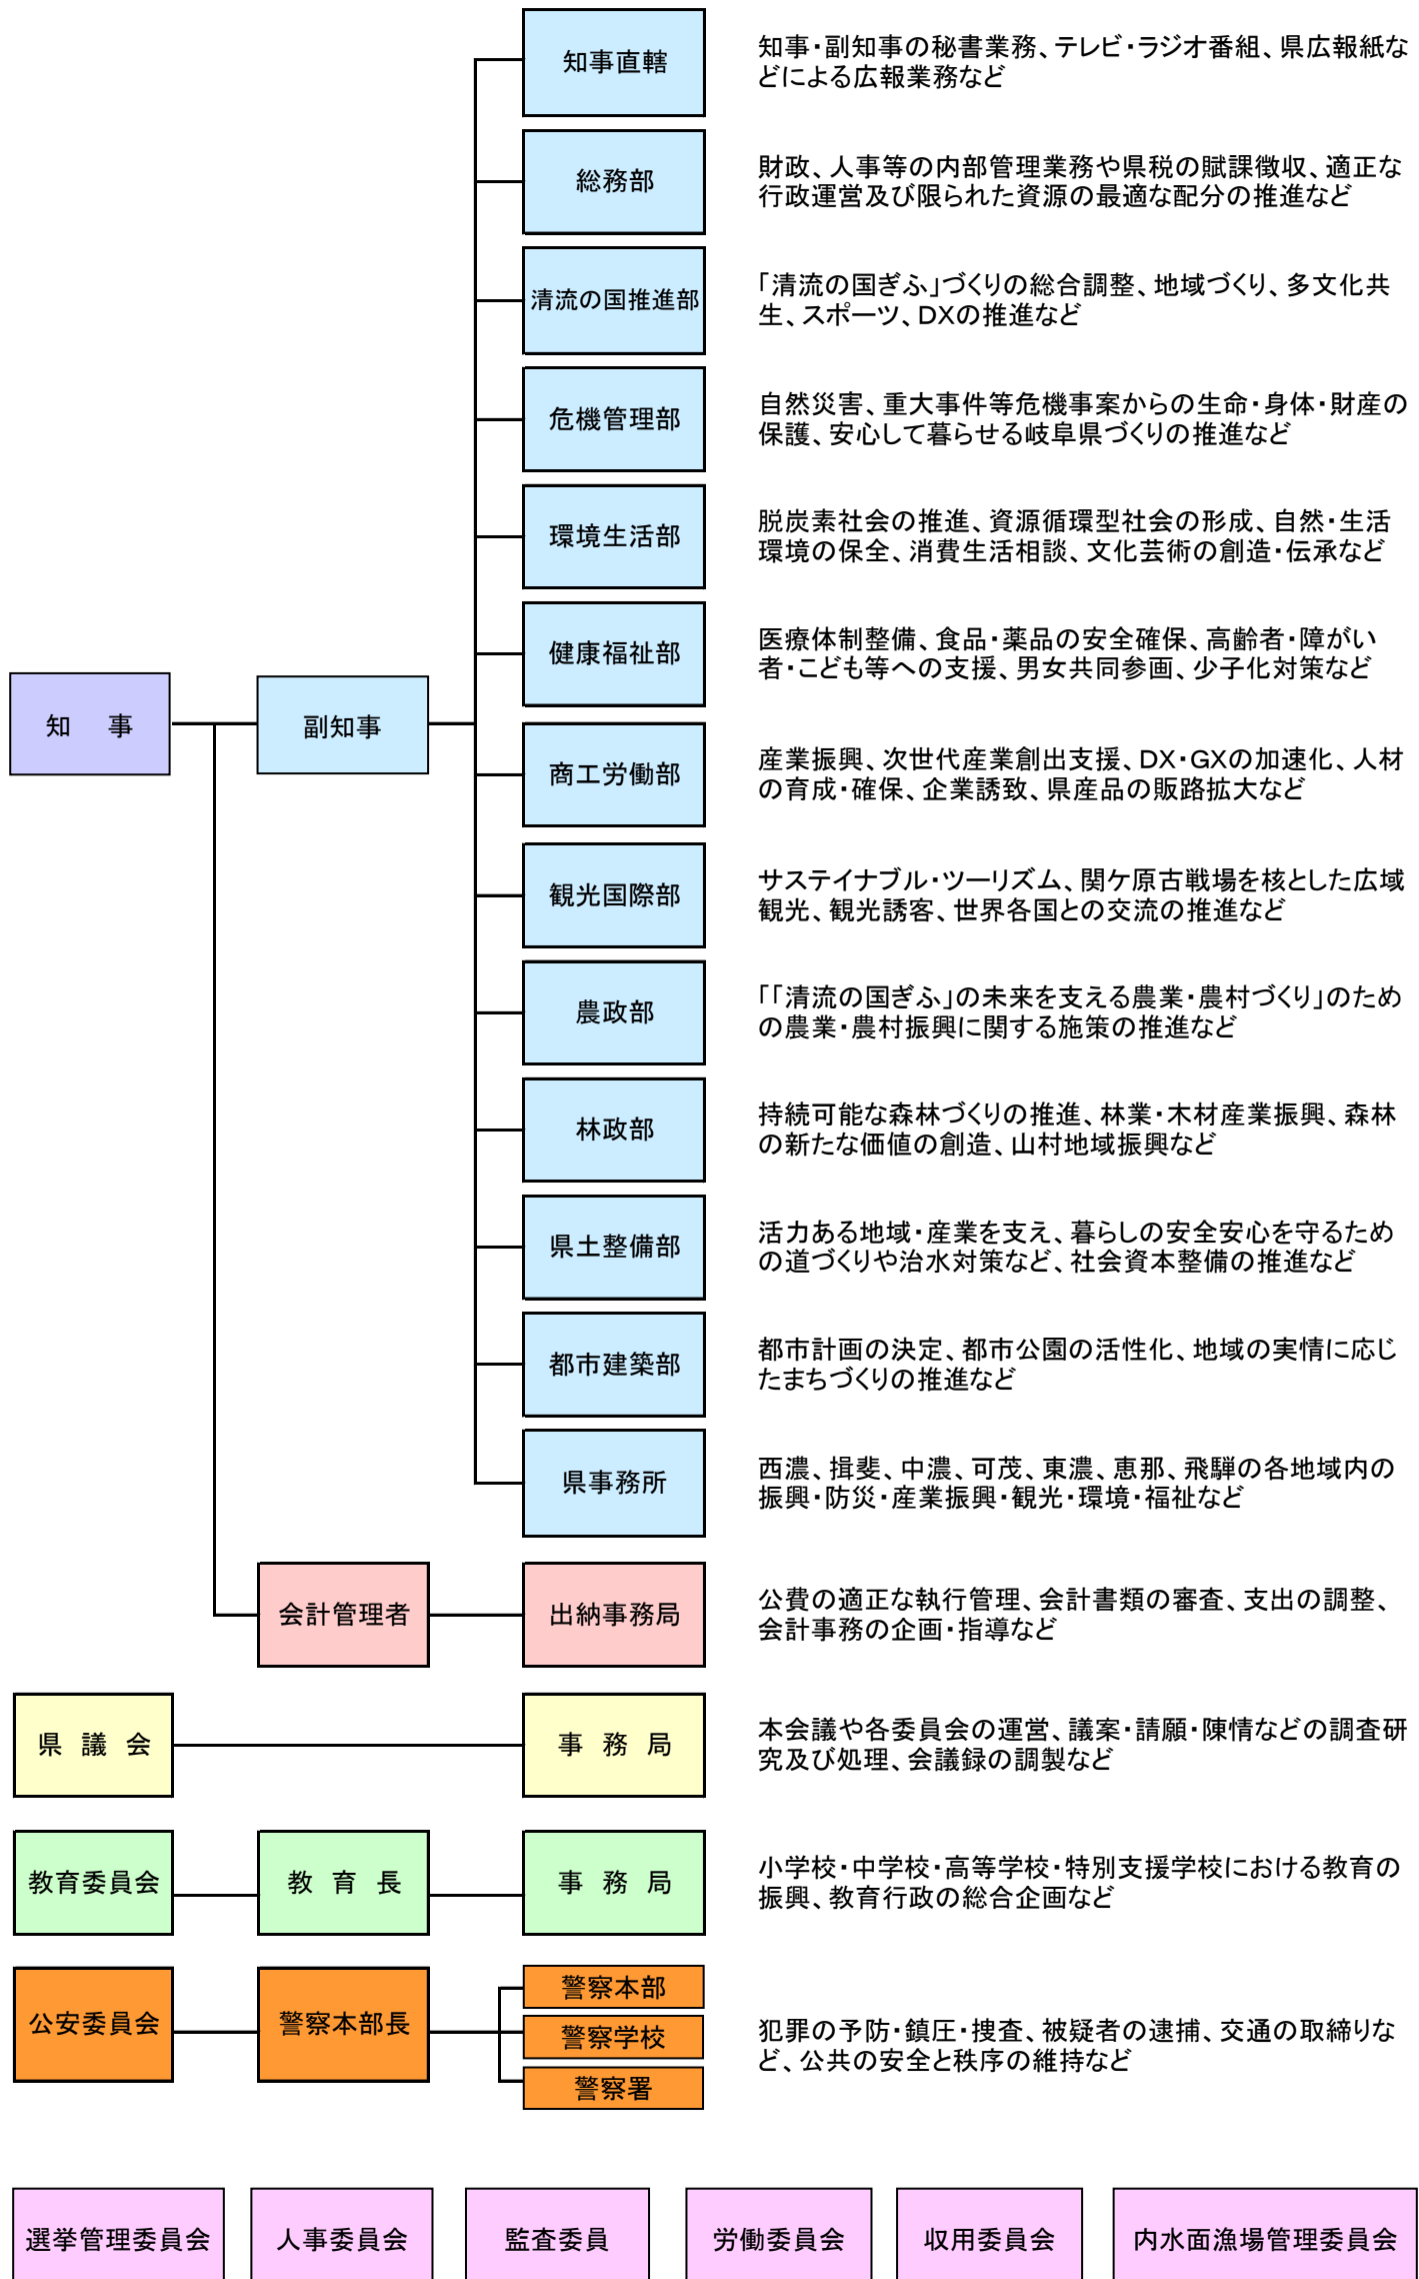 知事直轄
知事・副知事の秘書業務、テレビ・ラジオ番組、県広報紙な
どによる広報業務など
総務部
財政、人事等の内部管理業務や県税の賦課徴収、適正な
行政運営及び限られた資源の最適な配分の推進など
清流の国推進部
「清流の国ぎふ」づくりの総合調整、地域づくり、多文化共
生、スポーツ、DXの推進など
危機管理部
自然災害、重大事件等危機事案からの生命・身体・財産の
保護、安心して暮らせる岐阜県づくりの推進など
環境生活部
脱炭素社会の推進、資源循環型社会の形成、自然・生活
環境の保全、消費生活相談、文化芸術の創造・伝承など
健康福祉部
医療体制整備、食品・薬品の安全確保、高齢者・障がい
者・こども等への支援、男女共同参画、少子化対策など
知　事
副知事
商工労働部
産業振興、次世代産業創出支援、DX・GXの加速化、人材
の育成・確保、企業誘致、県産品の販路拡大など
観光国際部
サステイナブル・ツーリズム、関ケ原古戦場を核とした広域
観光、観光誘客、世界各国との交流の推進など
農政部
「「清流の国ぎふ」の未来を支える農業・農村づくり」のため
の農業・農村振興に関する施策の推進など
林政部
持続可能な森林づくりの推進、林業・木材産業振興、森林
の新たな価値の創造、山村地域振興など
県土整備部
活力ある地域・産業を支え、暮らしの安全安心を守るため
の道づくりや治水対策など、社会資本整備の推進など
都市建築部
都市計画の決定、都市公園の活性化、地域の実情に応じ
たまちづくりの推進など
県事務所
西濃、揖斐、中濃、可茂、東濃、恵那、飛騨の各地域内の
振興・防災・産業振興・観光・環境・福祉など
会計管理者
出納事務局
公費の適正な執行管理、会計書類の審査、支出の調整、
会計事務の企画・指導など
県 議 会
事 務 局
本会議や各委員会の運営、議案・請願・陳情などの調査研
究及び処理、会議録の調製など
教育委員会
教 育 長
事 務 局
小学校・中学校・高等学校・特別支援学校における教育の
振興、教育行政の総合企画など
公安委員会
警察本部長
警察本部
警察学校
警察署
犯罪の予防・鎮圧・捜査、被疑者の逮捕、交通の取締りな
ど、公共の安全と秩序の維持など
選挙管理委員会
人事委員会
監査委員
労働委員会
収用委員会
内水面漁場管理委員会